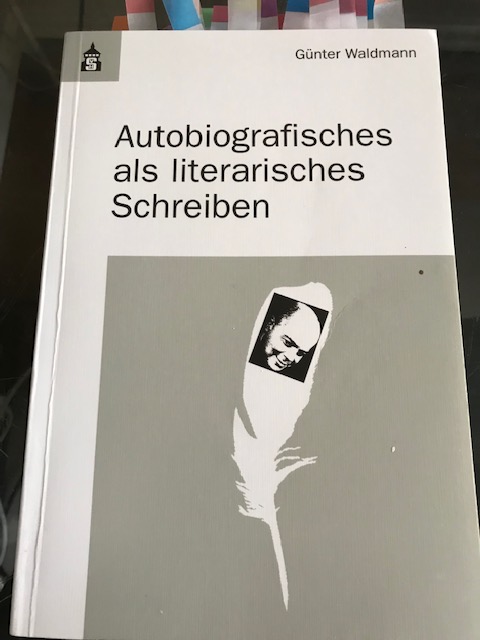 S
Günter Waldmann
Autobiografisches
als literarisches
Schreiben